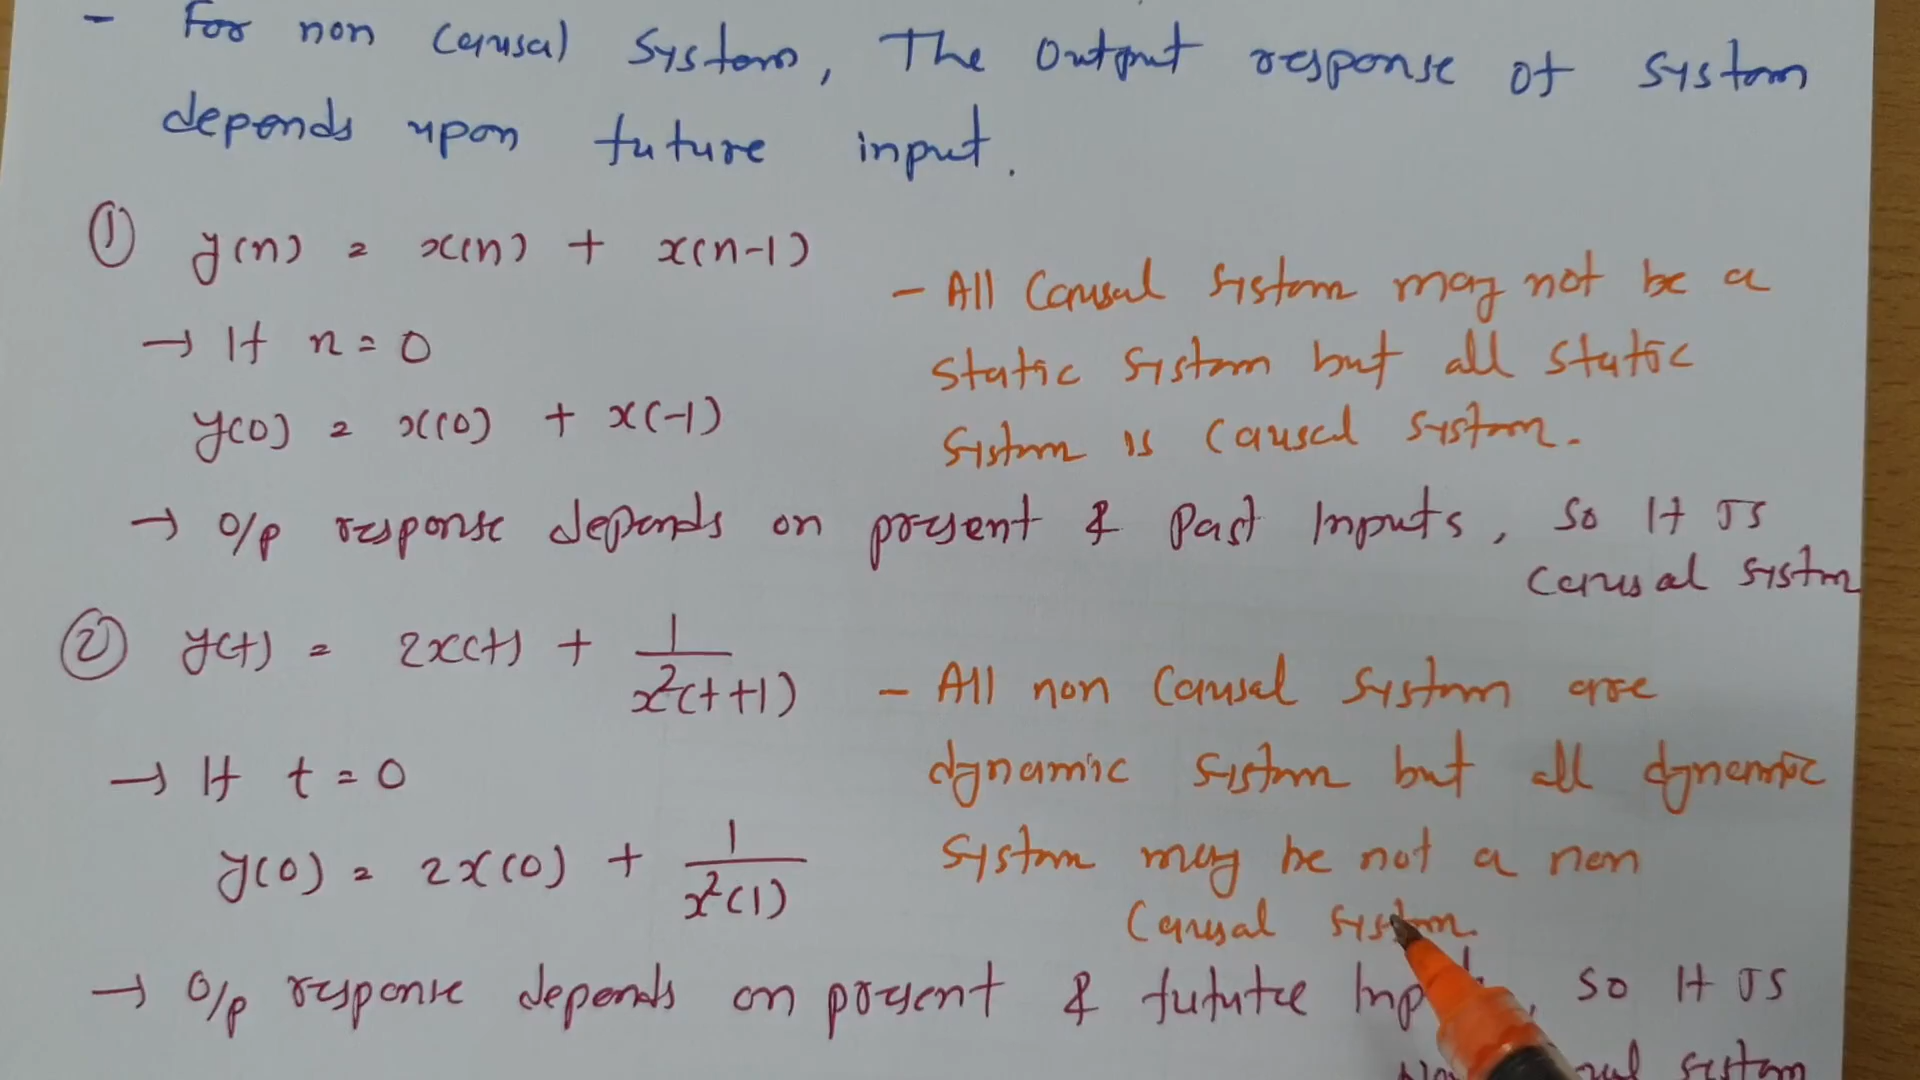 - For non causal system, The output response of system
depends upon future input.
① y(n) = x(n) + x(n-1)
→ If n = 0
y(0) = x(0) + x(-1)
- All causal system may not be a
static system but all static
system is causal system.
→ O/p response depends on present & past inputs, so It Is
causal system
② y(t) = 2x(t) + 1/x²(t+1)
→ If t = 0
y(0) = 2x(0) + 1/x²(1)
- All non causal system are
dynamic system but all dynamic
system may be not a non
causal system.
→ O/p response depends on present & future , so It Is
system